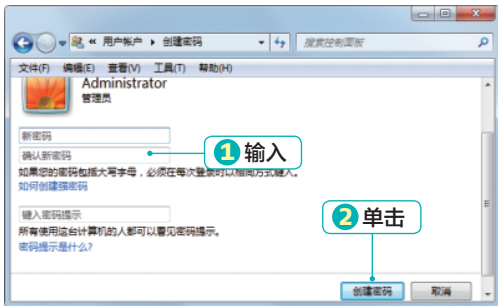 « 用户帐户 ▸ 创建密码
搜索控制面板
文件(F) 编辑(E) 查看(V) 工具(T) 帮助(H)
Administrator
管理员
新密码
确认新密码
1 输入
如果您的密码包括大写字母，必须在每次登录时以相同方式键入。
如何创建强密码
键入密码提示
2 单击
所有使用这台计算机的人都可以看见密码提示。
密码提示是什么?
创建密码 取消